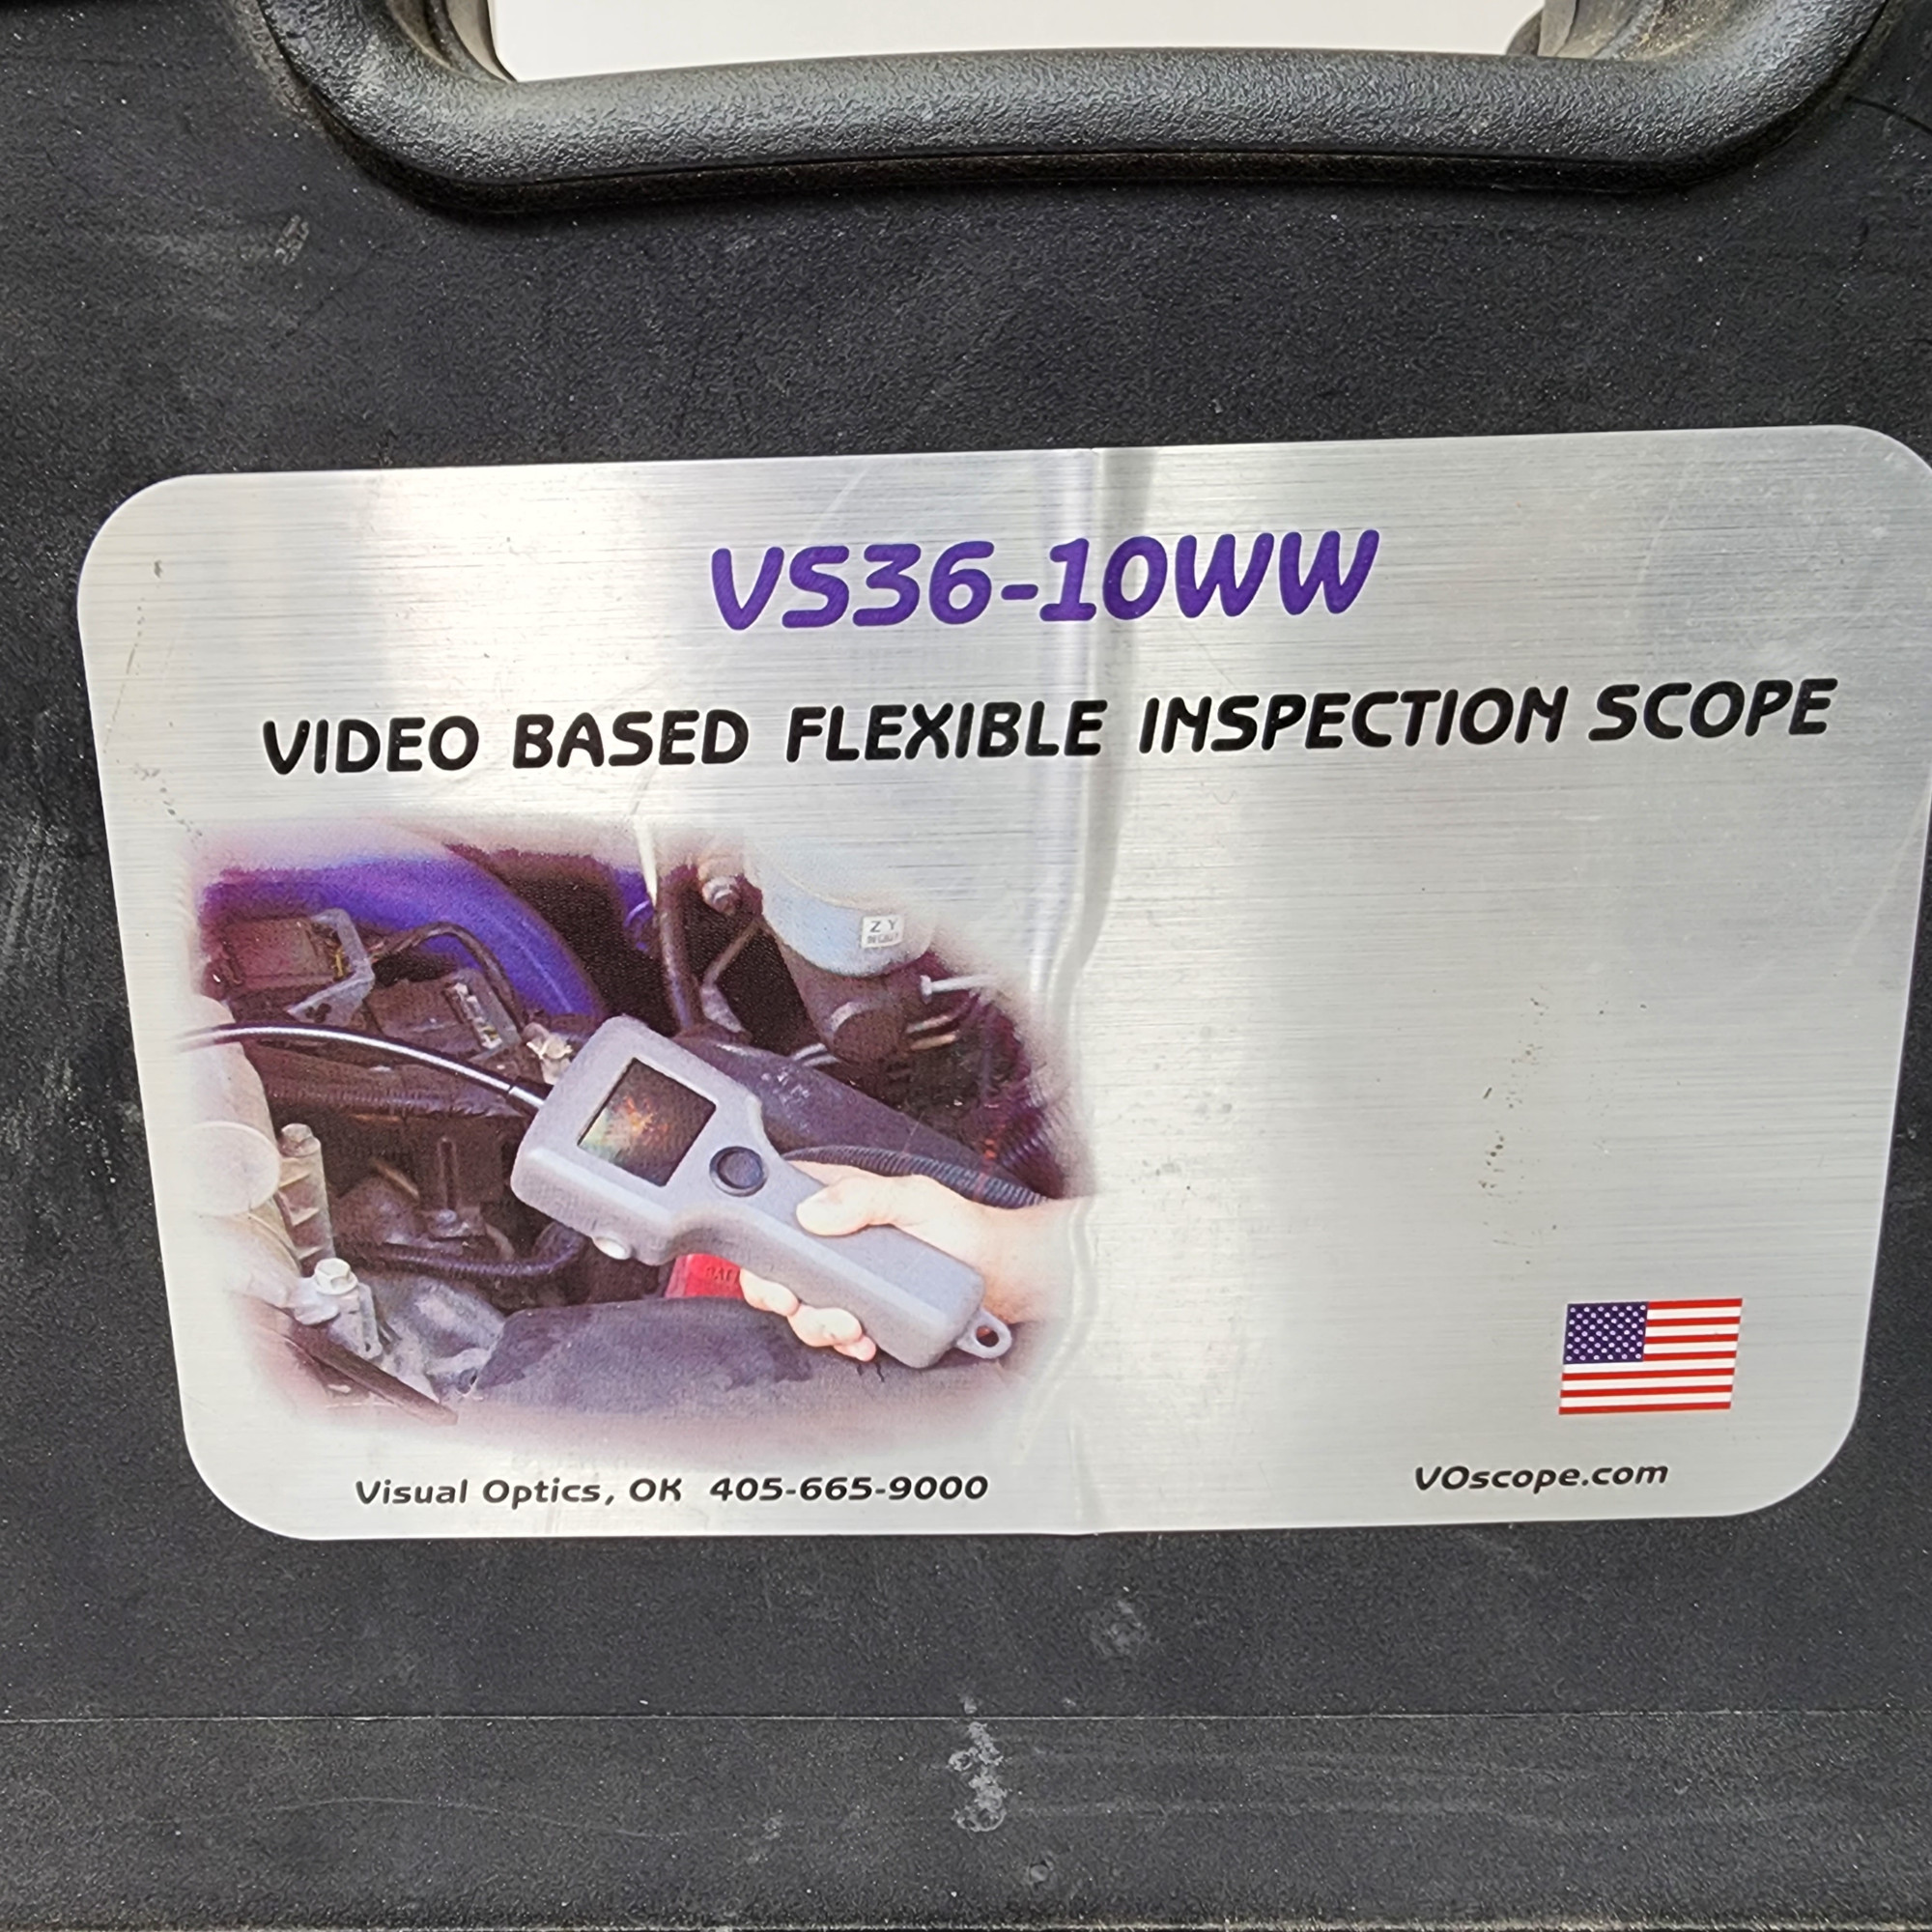 VS36-10WW
VIDEO BASED FLEXIBLE INSPECTION SCOPE
Z Y
Visual Optics, OK 405-665-9000
VOscope.com